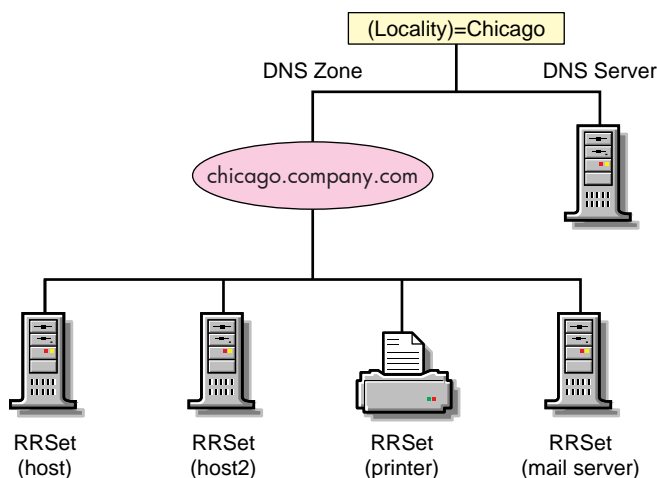 (Locality)=Chicago
DNS Zone
DNS Server
chicago.company.com
RRSet
(host)
RRSet
(host2)
RRSet
(printer)
RRSet
(mail server)